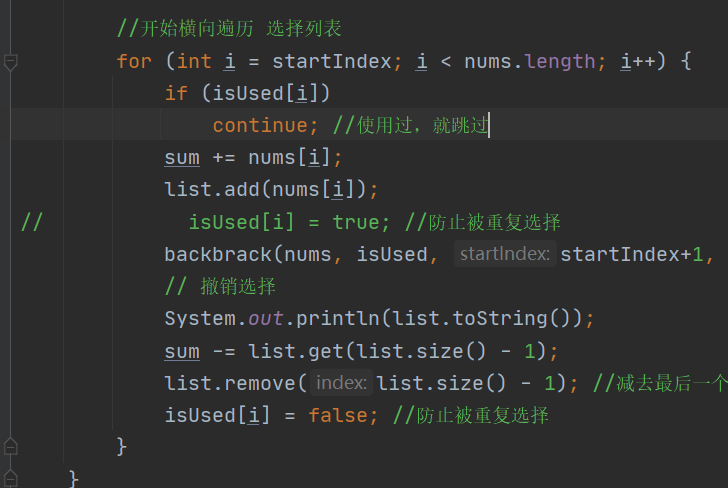 //开始横向遍历 选择列表
for (int i = startIndex; i < nums.length; i++) {
if (isUsed[i])
continue; //使用过，就跳过
sum += nums[i];
list.add(nums[i]);
// isUsed[i] = true; //防止被重复选择
backbrack(nums, isUsed, startIndex: startIndex+1,
// 撤销选择
System.out.println(list.toString());
sum -= list.get(list.size() - 1);
list.remove( index: list.size() - 1); //减去最后一个
isUsed[i] = false; //防止被重复选择
}
}